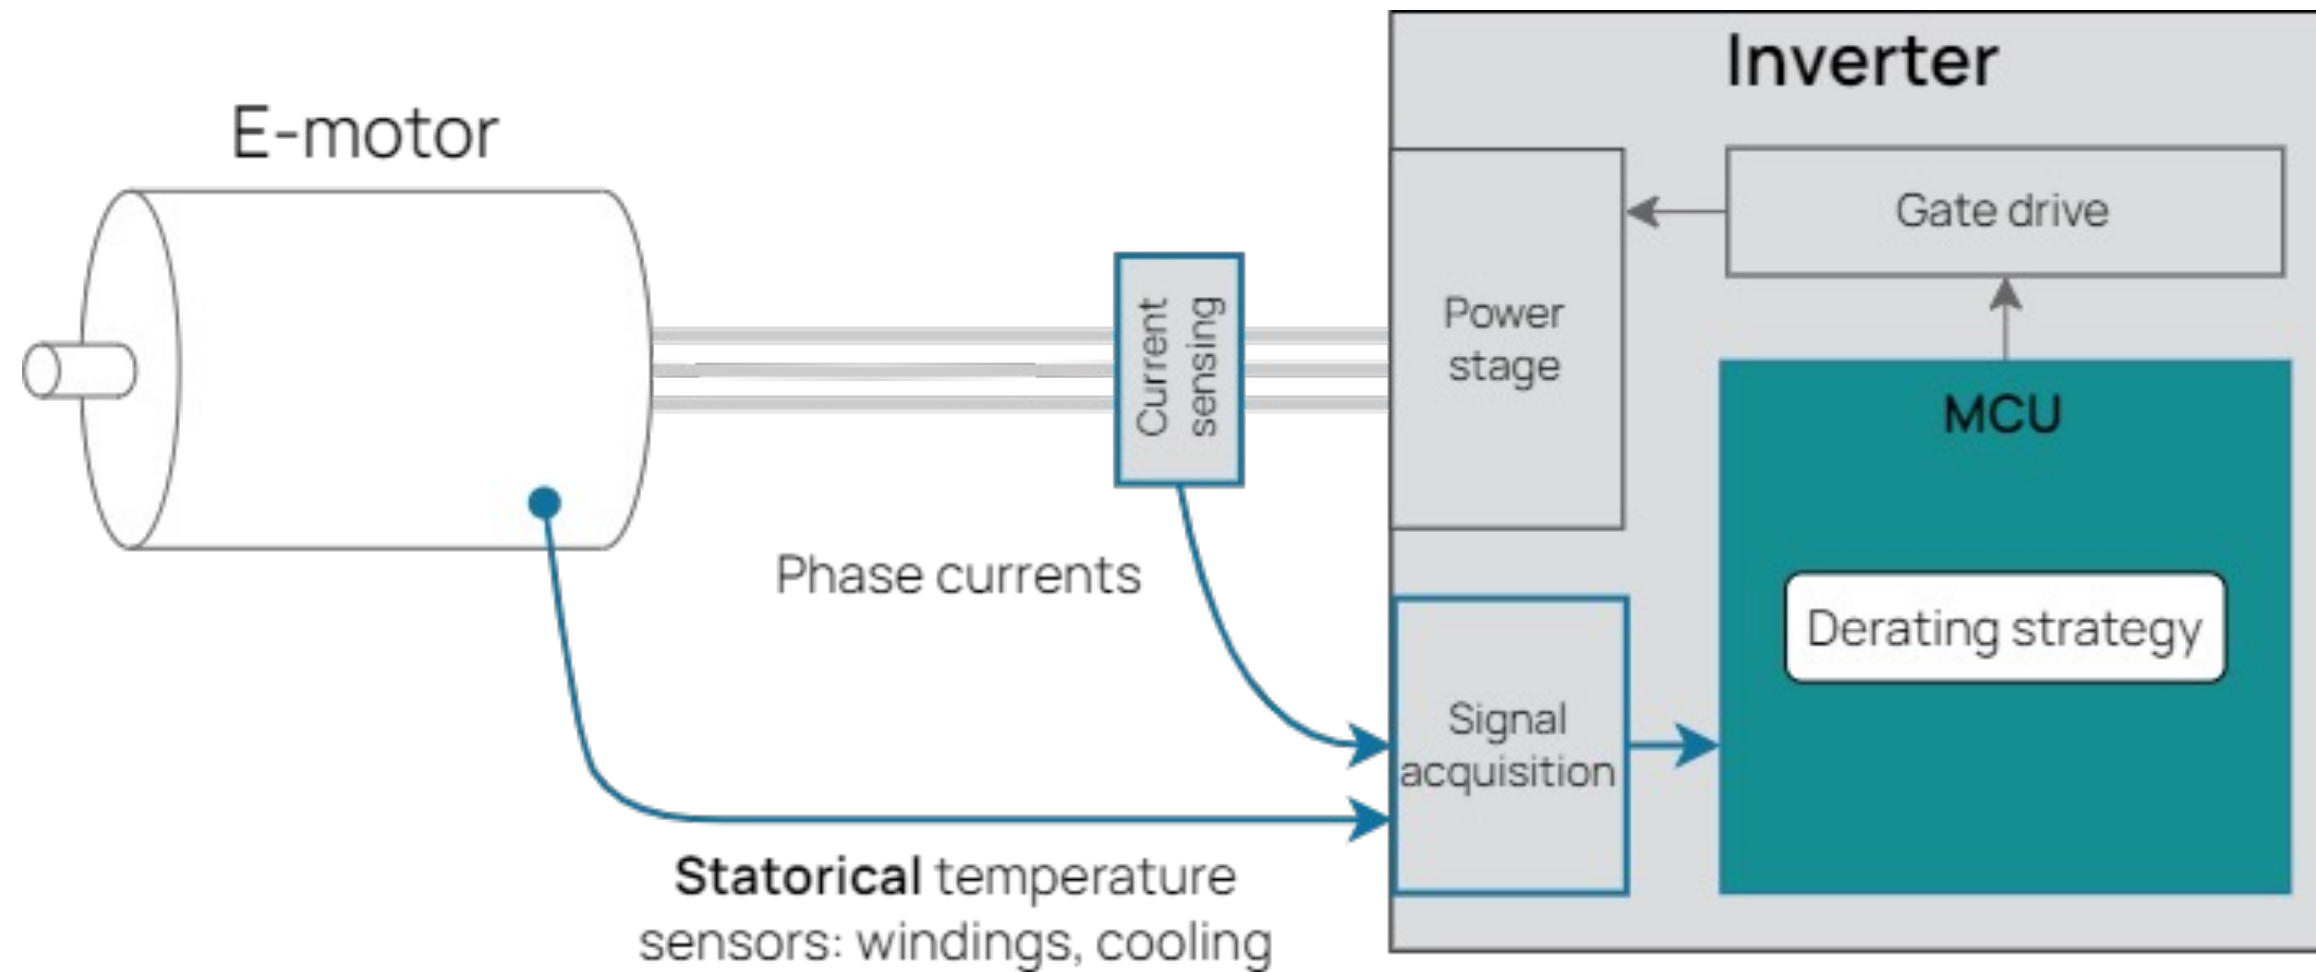 Inverter
E-motor
Gate drive
Current
sensing
Power
stage
MCU
Phase currents
Derating strategy
Signal
acquisition
Statorical temperature
sensors: windings, cooling